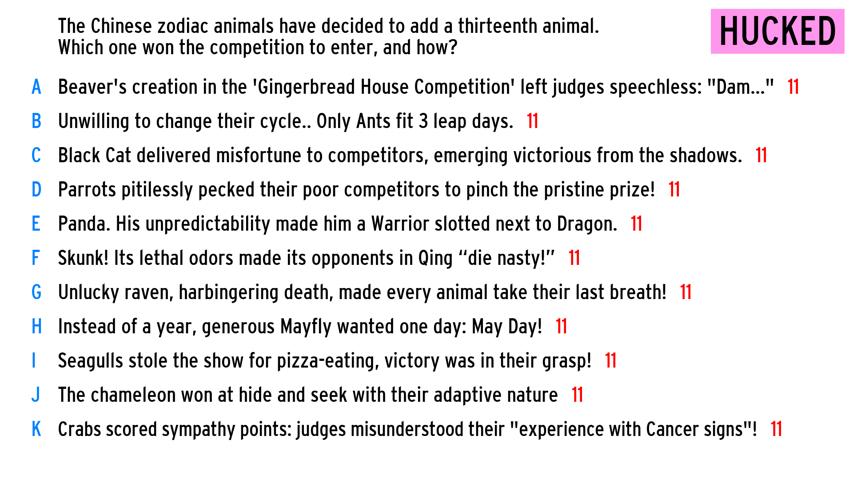 The Chinese zodiac animals have decided to add a thirteenth animal.
Which one won the competition to enter, and how?
HUCKED
A Beaver's creation in the 'Gingerbread House Competition' left judges speechless: "Dam..." 11
B Unwilling to change their cycle.. Only Ants fit 3 leap days. 11
C Black Cat delivered misfortune to competitors, emerging victorious from the shadows. 11
D Parrots pitilessly pecked their poor competitors to pinch the pristine prize! 11
E Panda. His unpredictability made him a Warrior slotted next to Dragon. 11
F Skunk! Its lethal odors made its opponents in Qing “die nasty!” 11
G Unlucky raven, harbingering death, made every animal take their last breath! 11
H Instead of a year, generous Mayfly wanted one day: May Day! 11
I Seagulls stole the show for pizza-eating, victory was in their grasp! 11
J The chameleon won at hide and seek with their adaptive nature 11
K Crabs scored sympathy points: judges misunderstood their "experience with Cancer signs"! 11